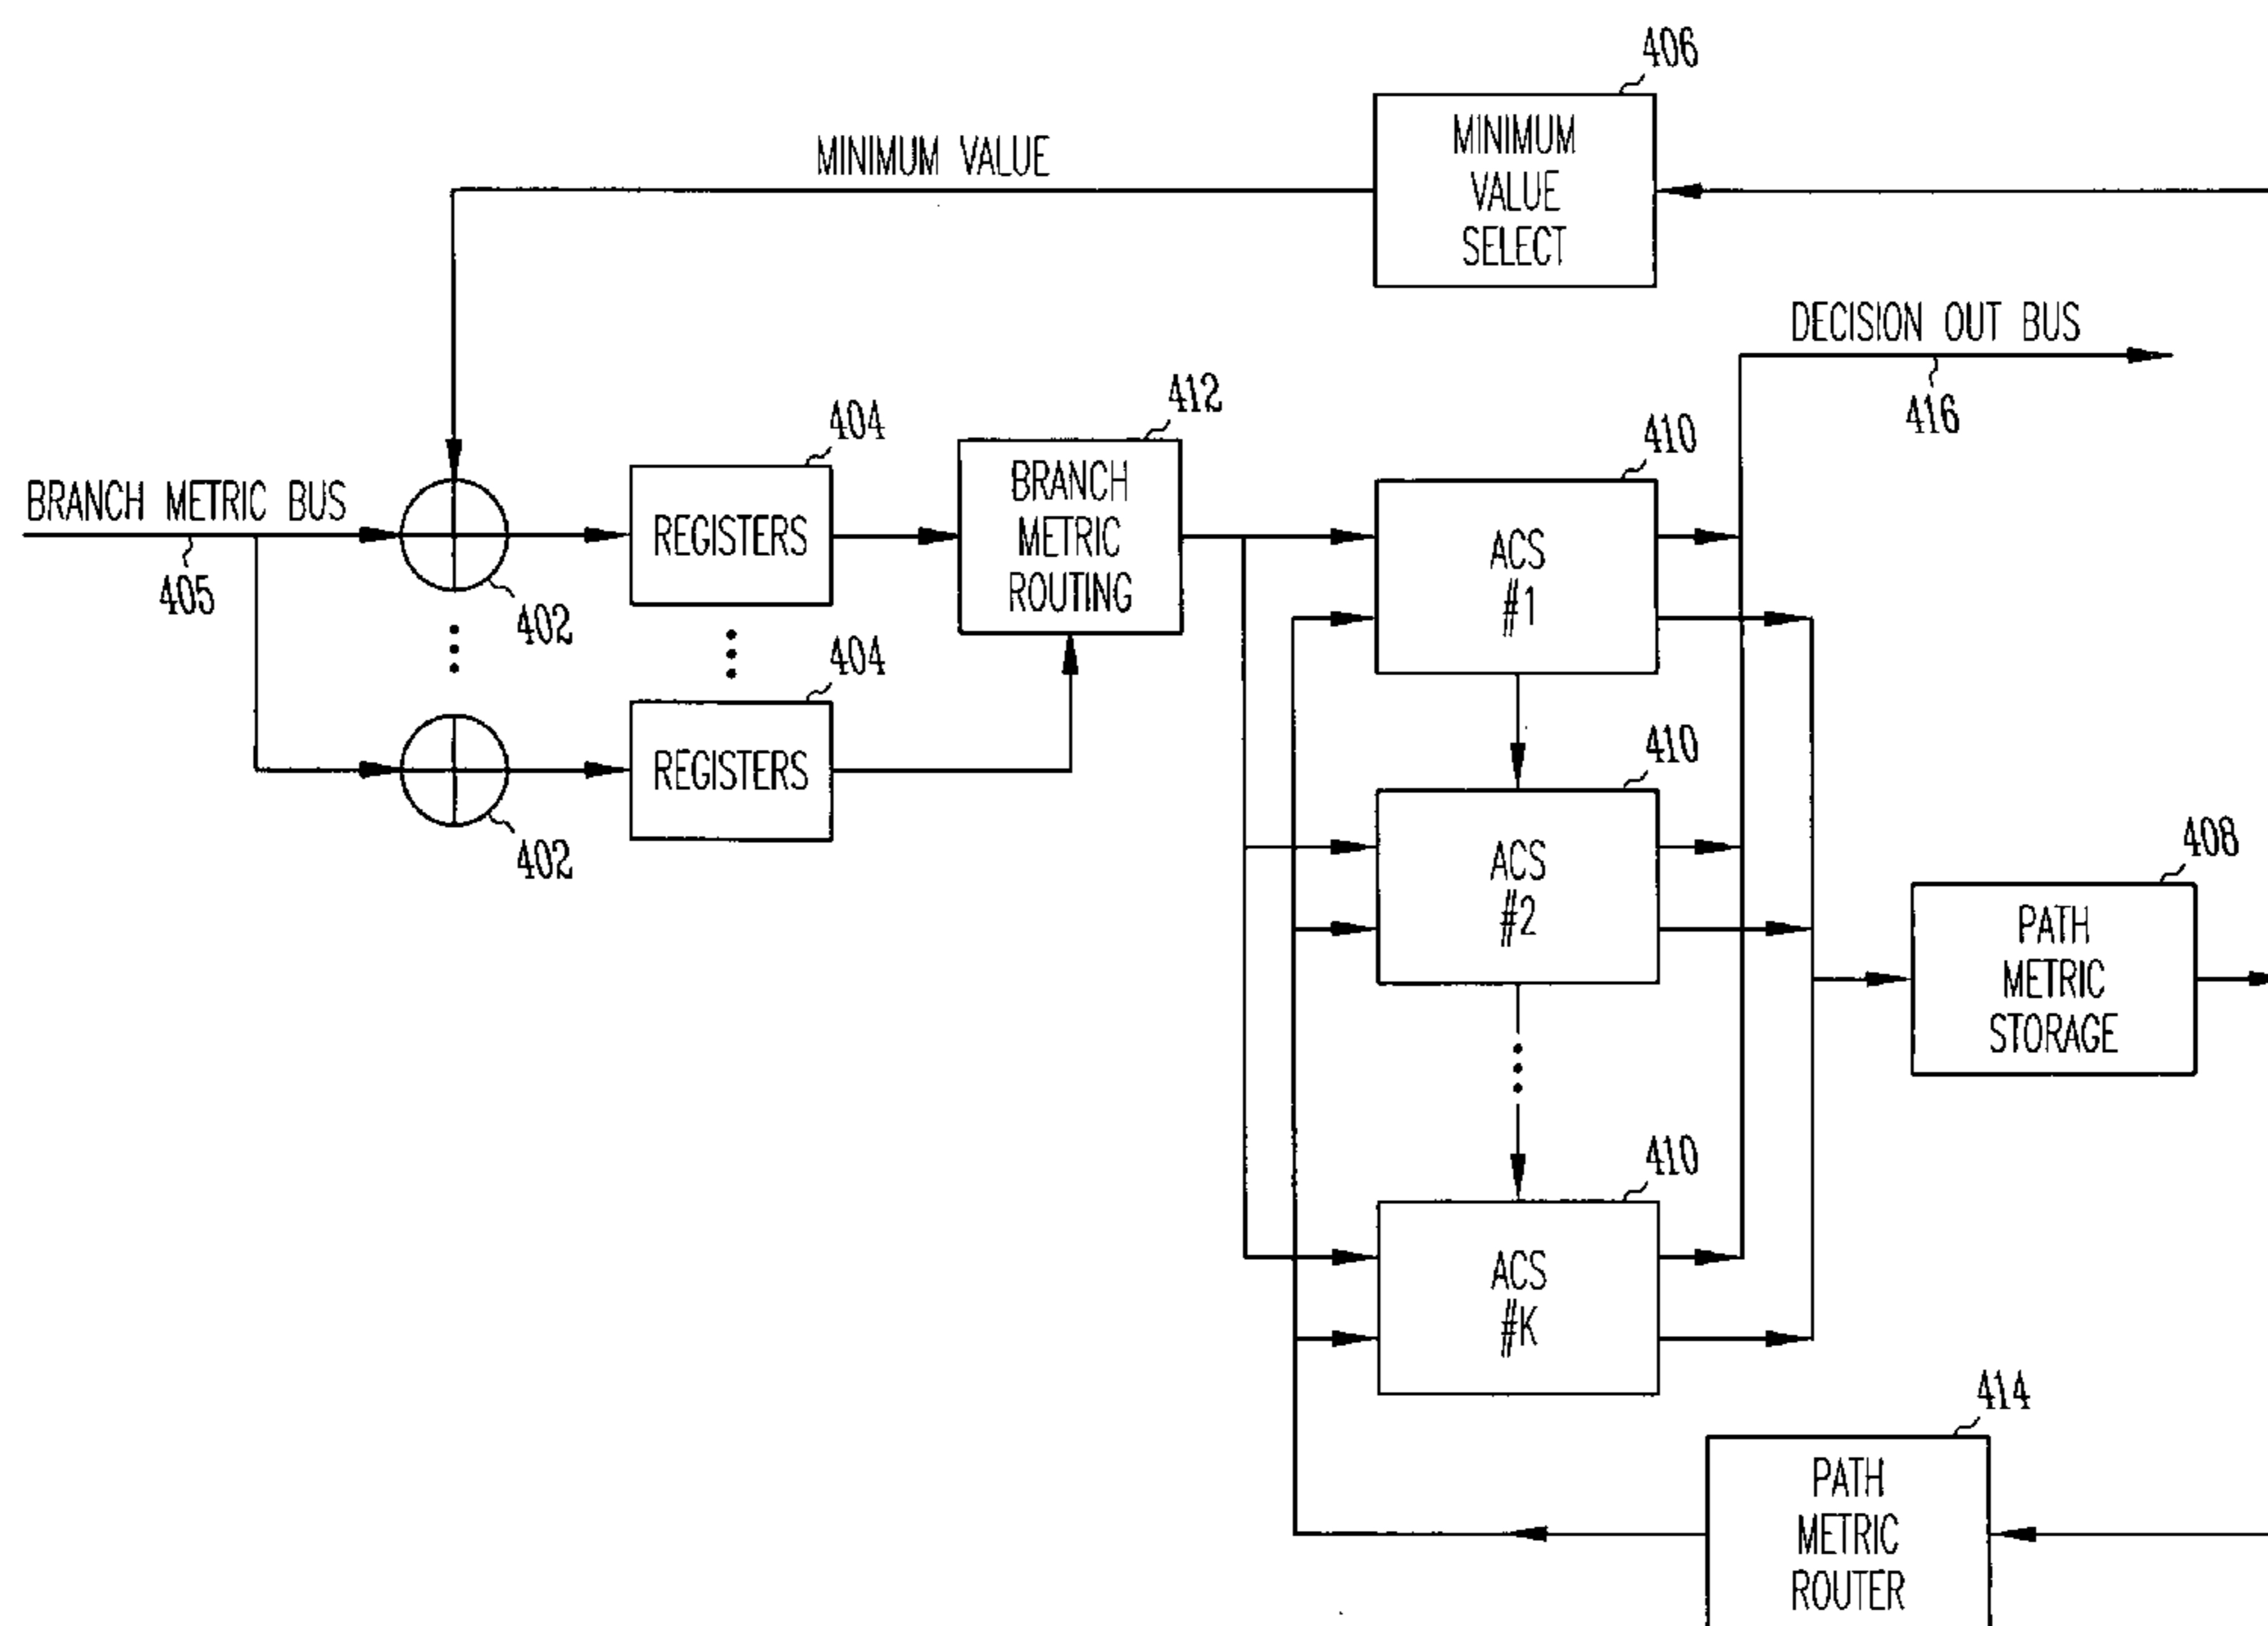 406
MINIMUM
VALUE
SELECT
MINIMUM VALUE
DECISION OUT BUS
416
BRANCH METRIC BUS
405
402
404
REGISTERS
412
BRANCH
METRIC
ROUTING
410
ACS
#1
402
404
REGISTERS
410
ACS
#2
408
PATH
METRIC
STORAGE
410
ACS
#K
414
PATH
METRIC
ROUTER